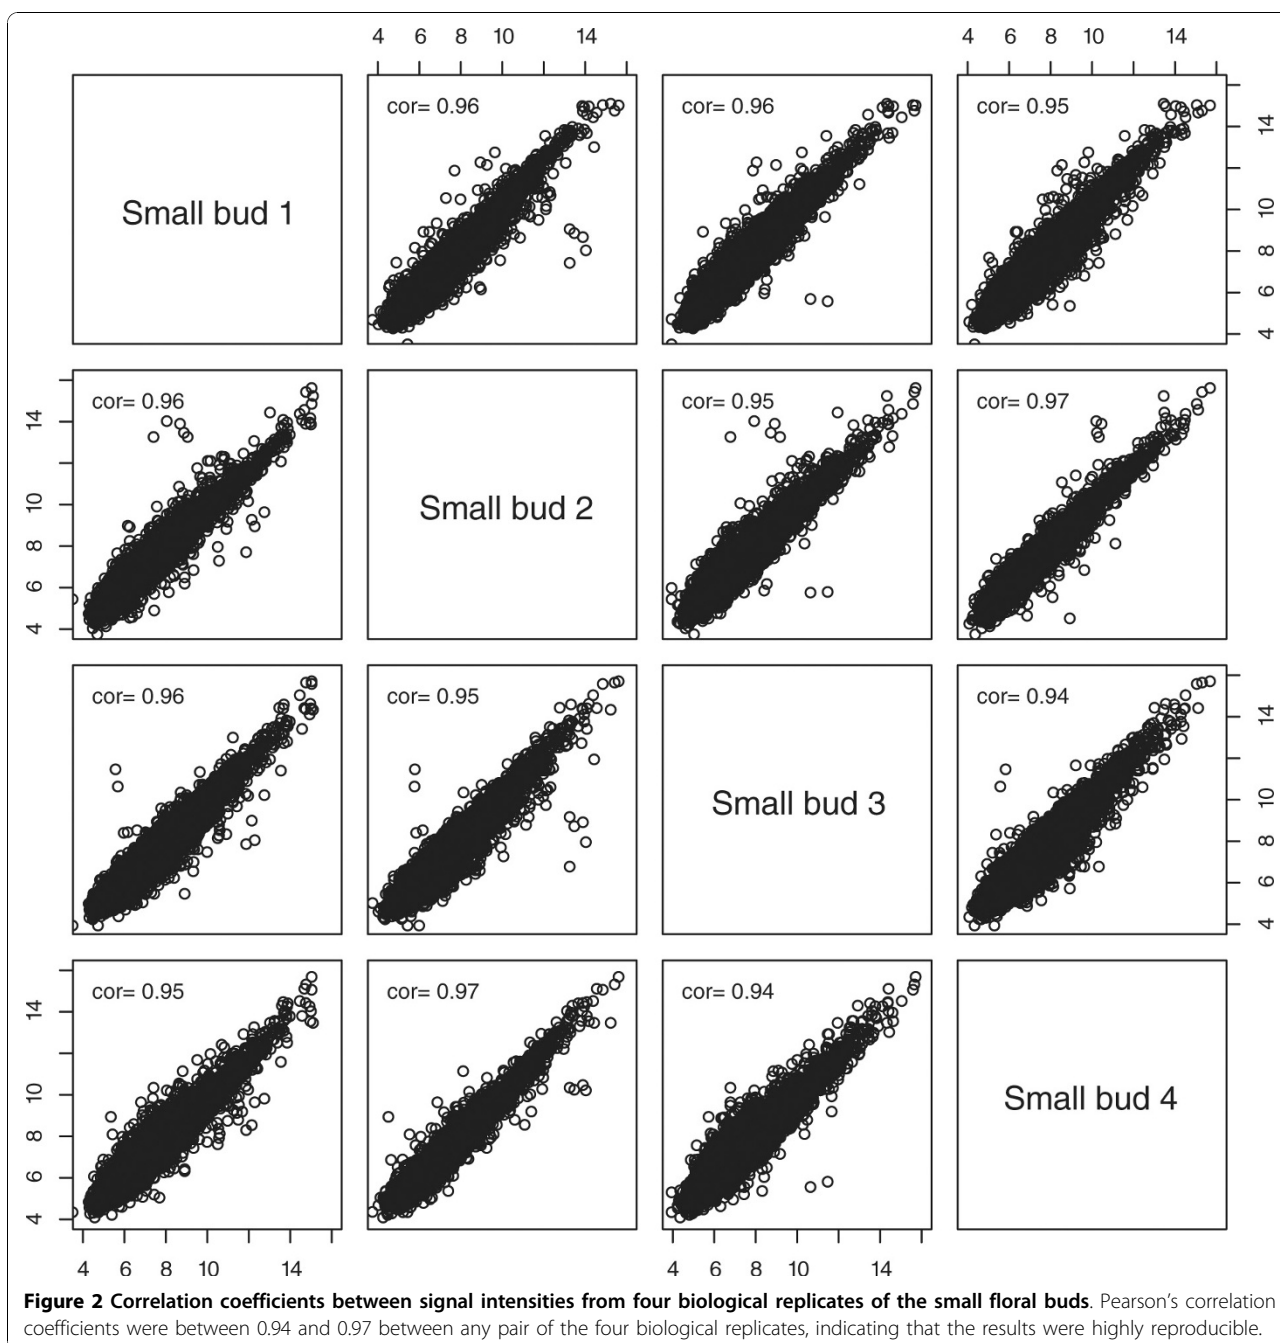 4 6 8 10 14 4 6 8 10 14
cor= 0.96 cor= 0.96 cor= 0.95
Small bud 1
4 6 8 10 14
cor= 0.96 cor= 0.95 cor= 0.97
4 6 8 10 14
Small bud 2
cor= 0.96 cor= 0.95 cor= 0.94
Small bud 3
4 6 8 10 14
cor= 0.95 cor= 0.97 cor= 0.94
4 6 8 10 14
Small bud 4
4 6 8 10 14 4 6 8 10 14
Figure 2 Correlation coefficients between signal intensities from four biological replicates of the small floral buds. Pearson's correlation
coefficients were between 0.94 and 0.97 between any pair of the four biological replicates, indicating that the results were highly reproducible.